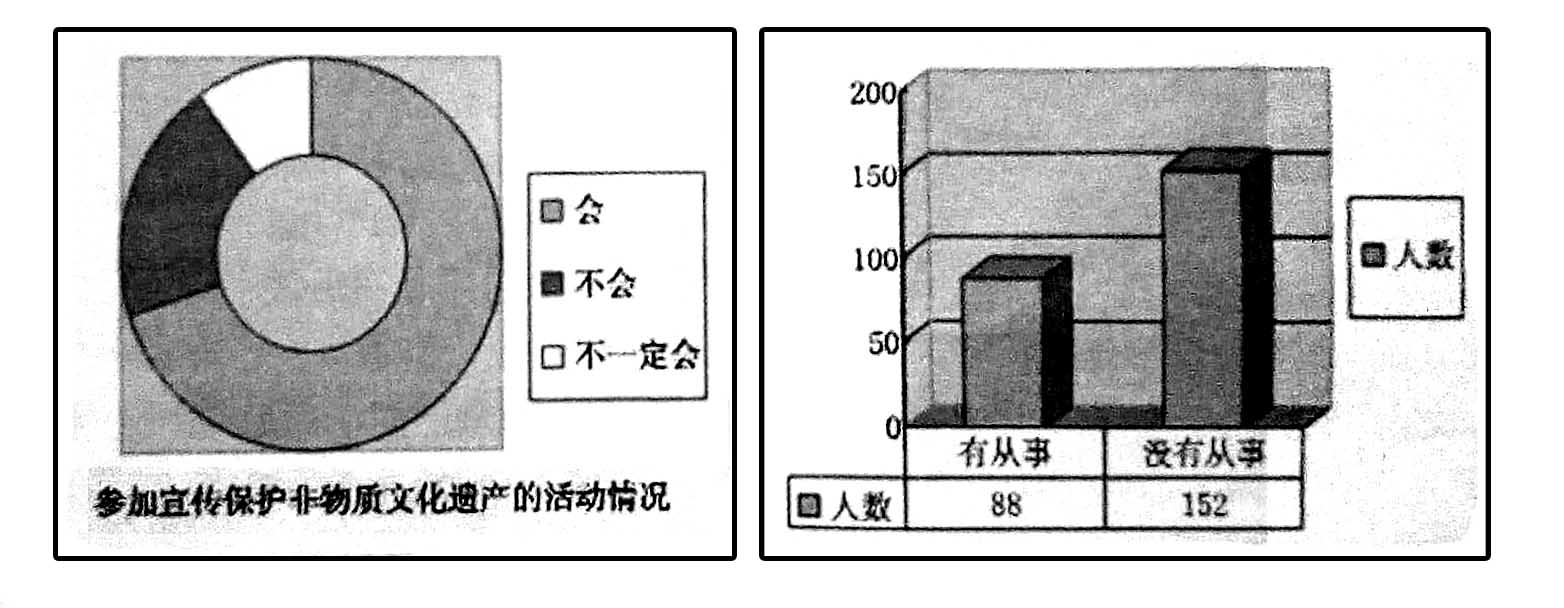 会
不会
不一定会
参加宣传保护非物质文化遗产的活动情况
200
150
100
50
0
人数
有从事 没有从事
人数 88 152